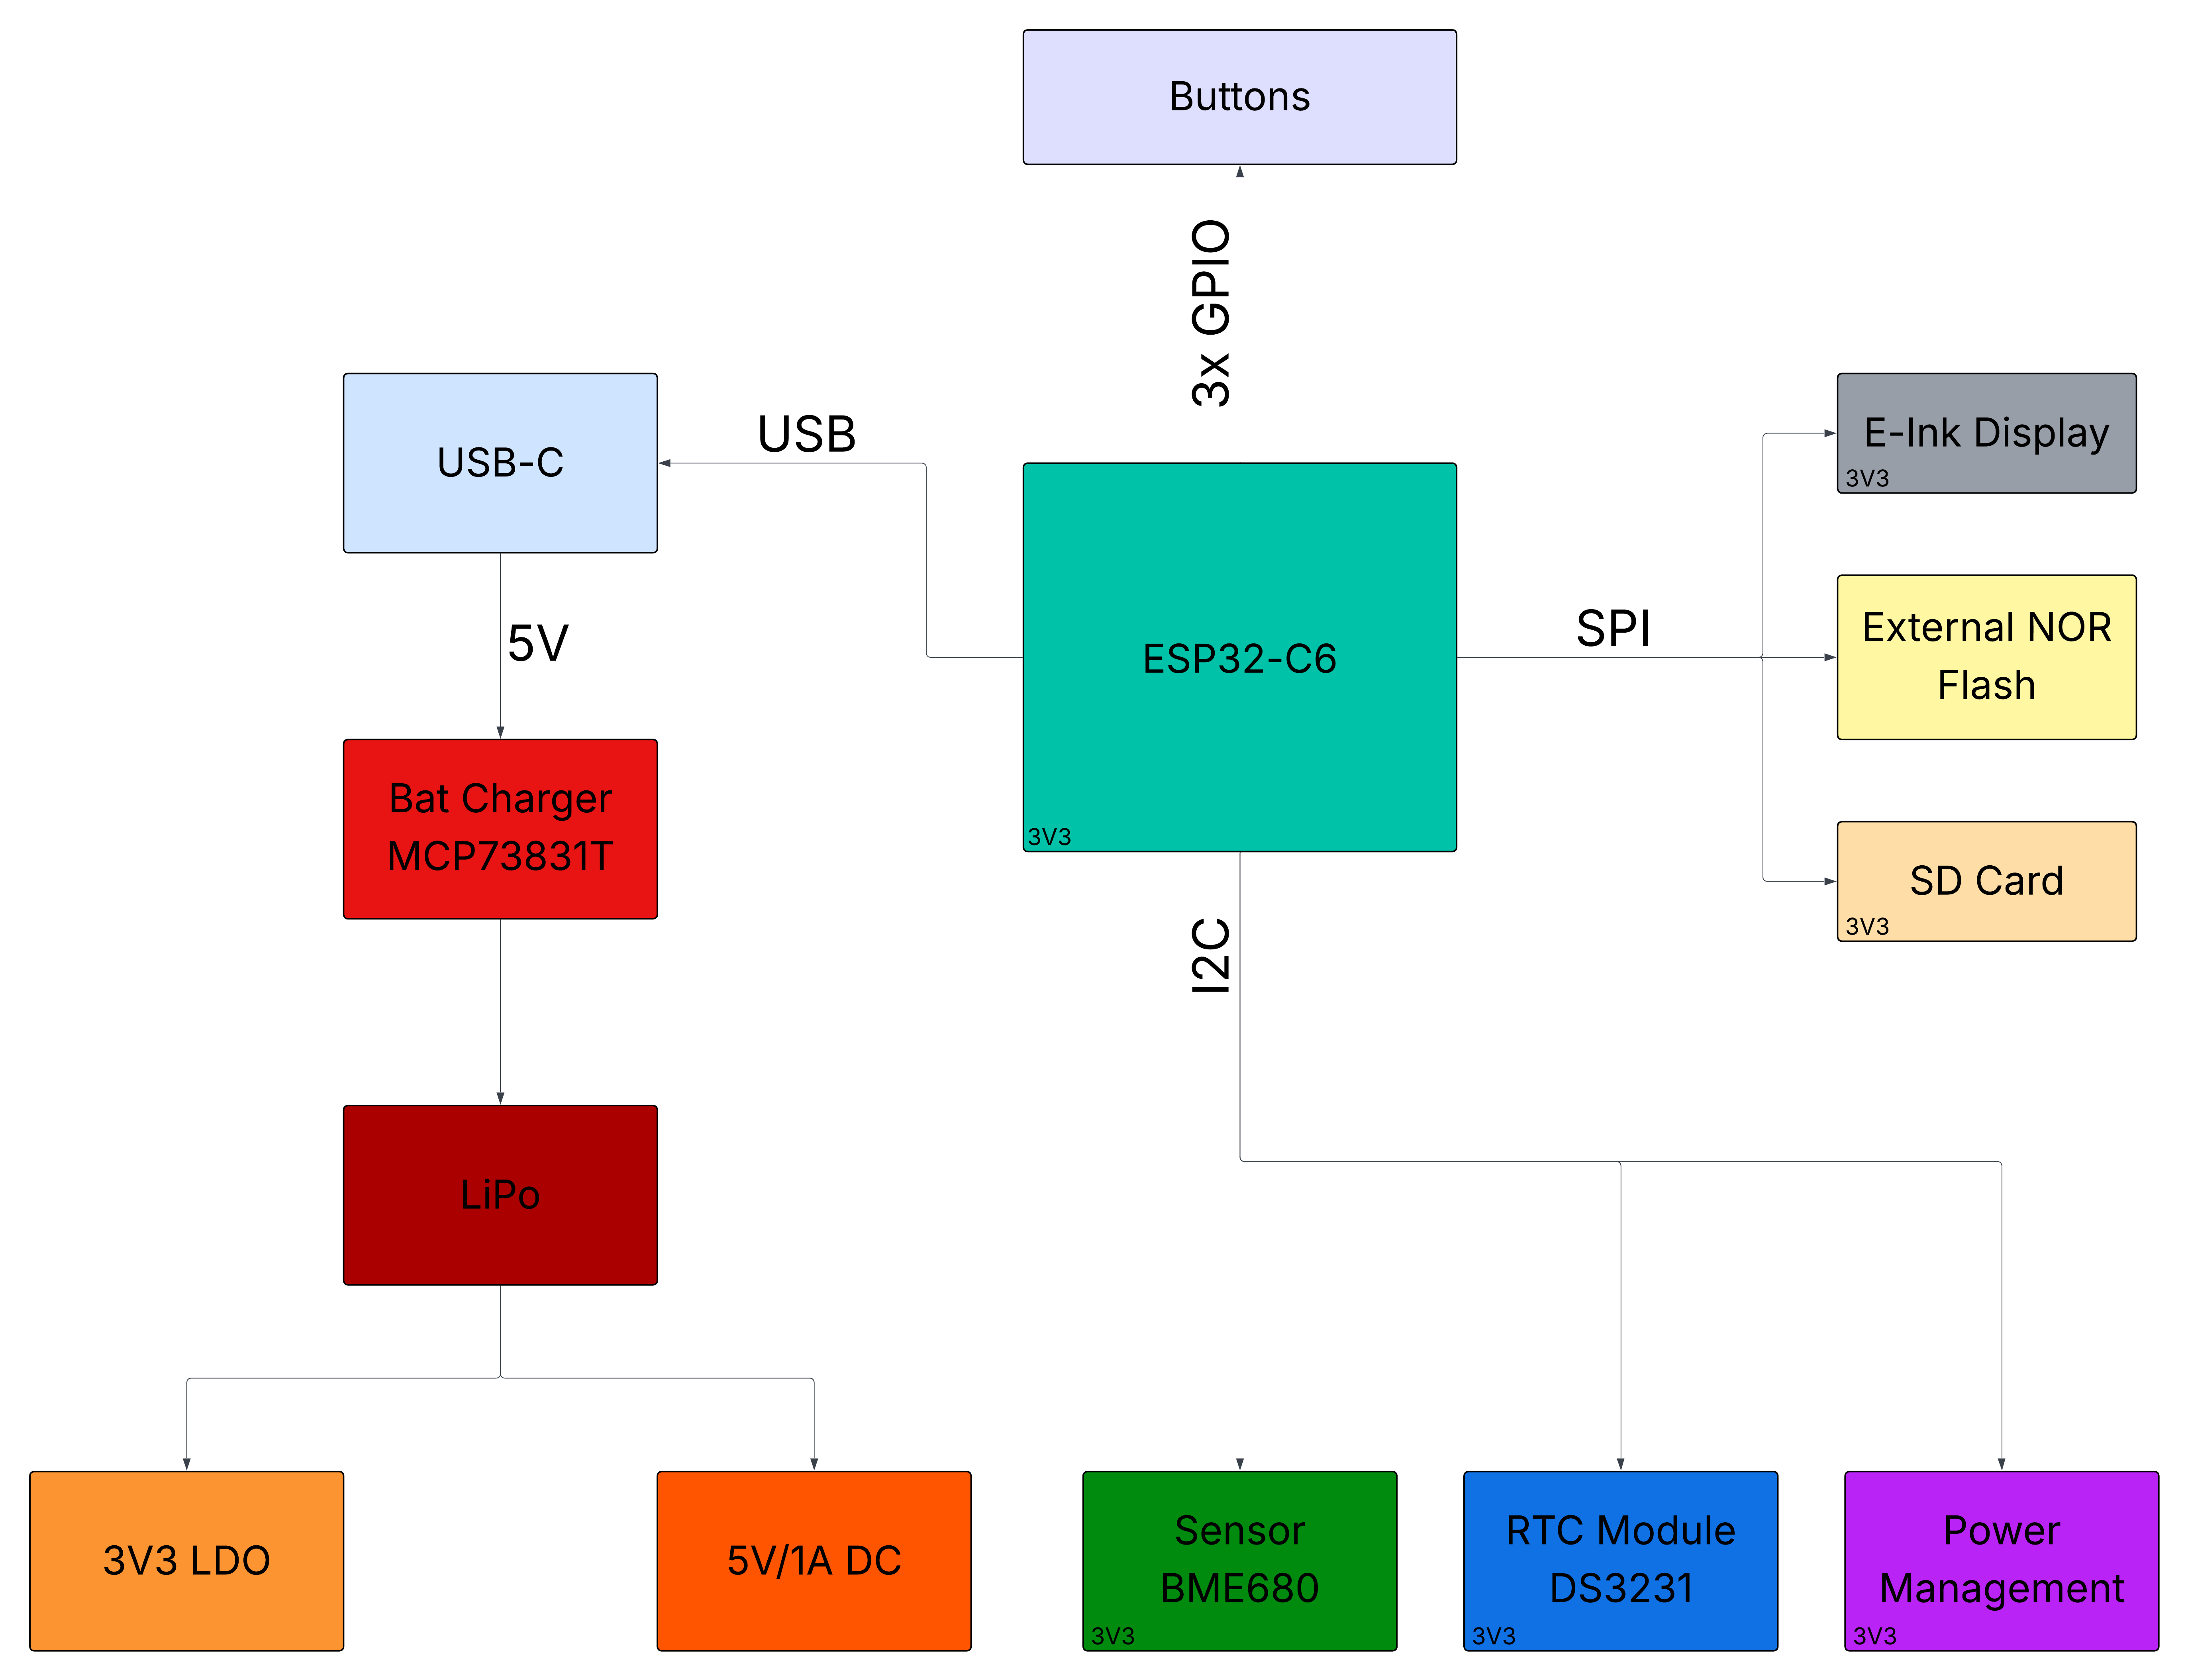 Buttons
3x GPIO
USB-C
USB
E-Ink Display
3V3
5V
ESP32-C6
3V3
SPI
External NOR
Flash
Bat Charger
MCP73831T
SD Card
3V3
I2C
LiPo
3V3 LDO
5V/1A DC
Sensor
BME680
3V3
RTC Module
DS3231
3V3
Power
Management
3V3